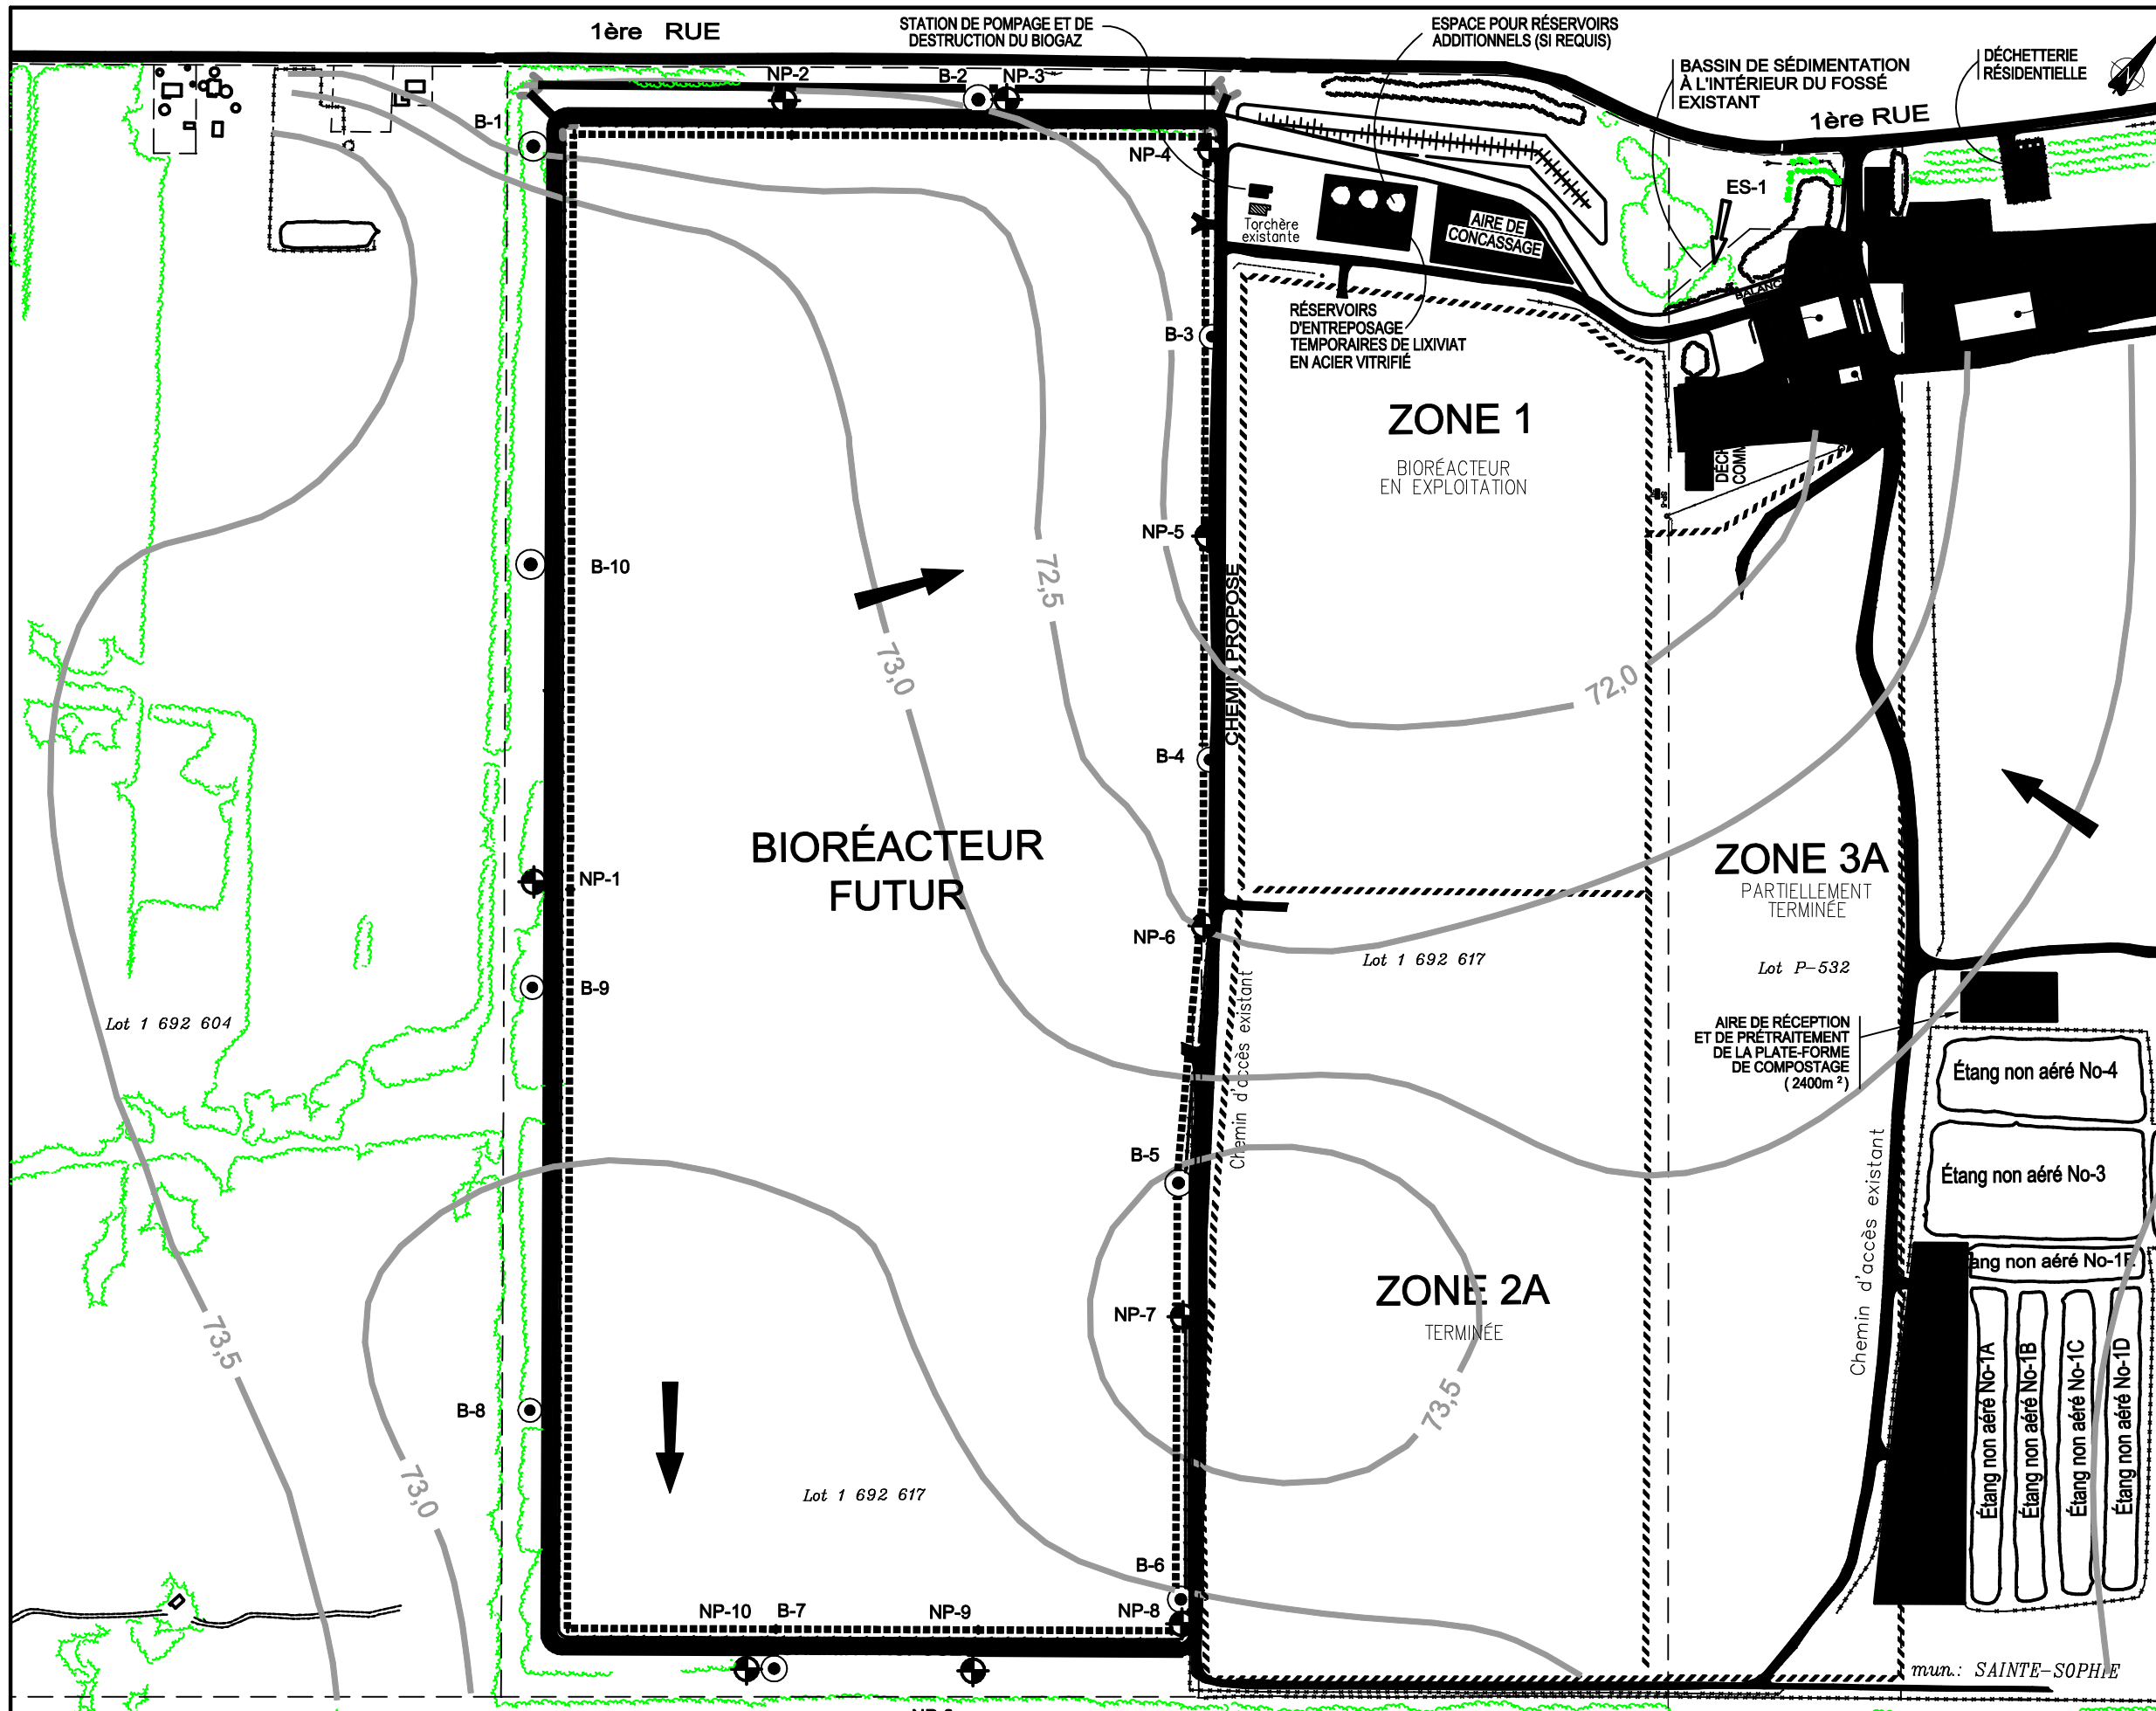 1ère RUE
STATION DE POMPAGE ET DE
DESTRUCTION DU BIOGAZ
ESPACE POUR RÉSERVOIRS
ADDITIONNELS (SI REQUIS)
BASSIN DE SÉDIMENTATION
À L'INTÉRIEUR DU FOSSÉ
EXISTANT
DÉCHETTERIE
RÉSIDENTIELLE
1ère RUE
NP-2
B-2
NP-3
B-1
NP-4
ES-1
Torchère
existante
AIRE DE
CONCASSAGE
RÉSERVOIRS
D'ENTREPOSAGE
TEMPORAIRES DE LIXIVIAT
EN ACIER VITRIFIÉ
B-3
ZONE 1
BIORÉACTEUR
EN EXPLOITATION
NP-5
B-10
72,5
CHEMIN PROPOSÉ
73,0
72,0
B-4
BIORÉACTEUR
FUTUR
ZONE 3A
PARTIELLEMENT
TERMINÉE
NP-1
NP-6
Lot 1 692 617
Lot P-532
B-9
Lot 1 692 604
Chemin d'accès existant
AIRE DE RÉCEPTION
ET DE PRÉTRAITEMENT
DE LA PLATE-FORME
DE COMPOSTAGE
( 2400m ² )
Étang non aéré No-4
B-5
Étang non aéré No-3
Chemin d'accès existant
ang non aéré No-1E
ZONE 2A
TERMINÉE
NP-7
73,5
73,5
B-8
73,0
Étang non aéré No-1A
Étang non aéré No-1B
Étang non aéré No-1C
Étang non aéré No-1D
Lot 1 692 617
B-6
NP-10
B-7
NP-9
NP-8
mun.: SAINTE-SOPHIE